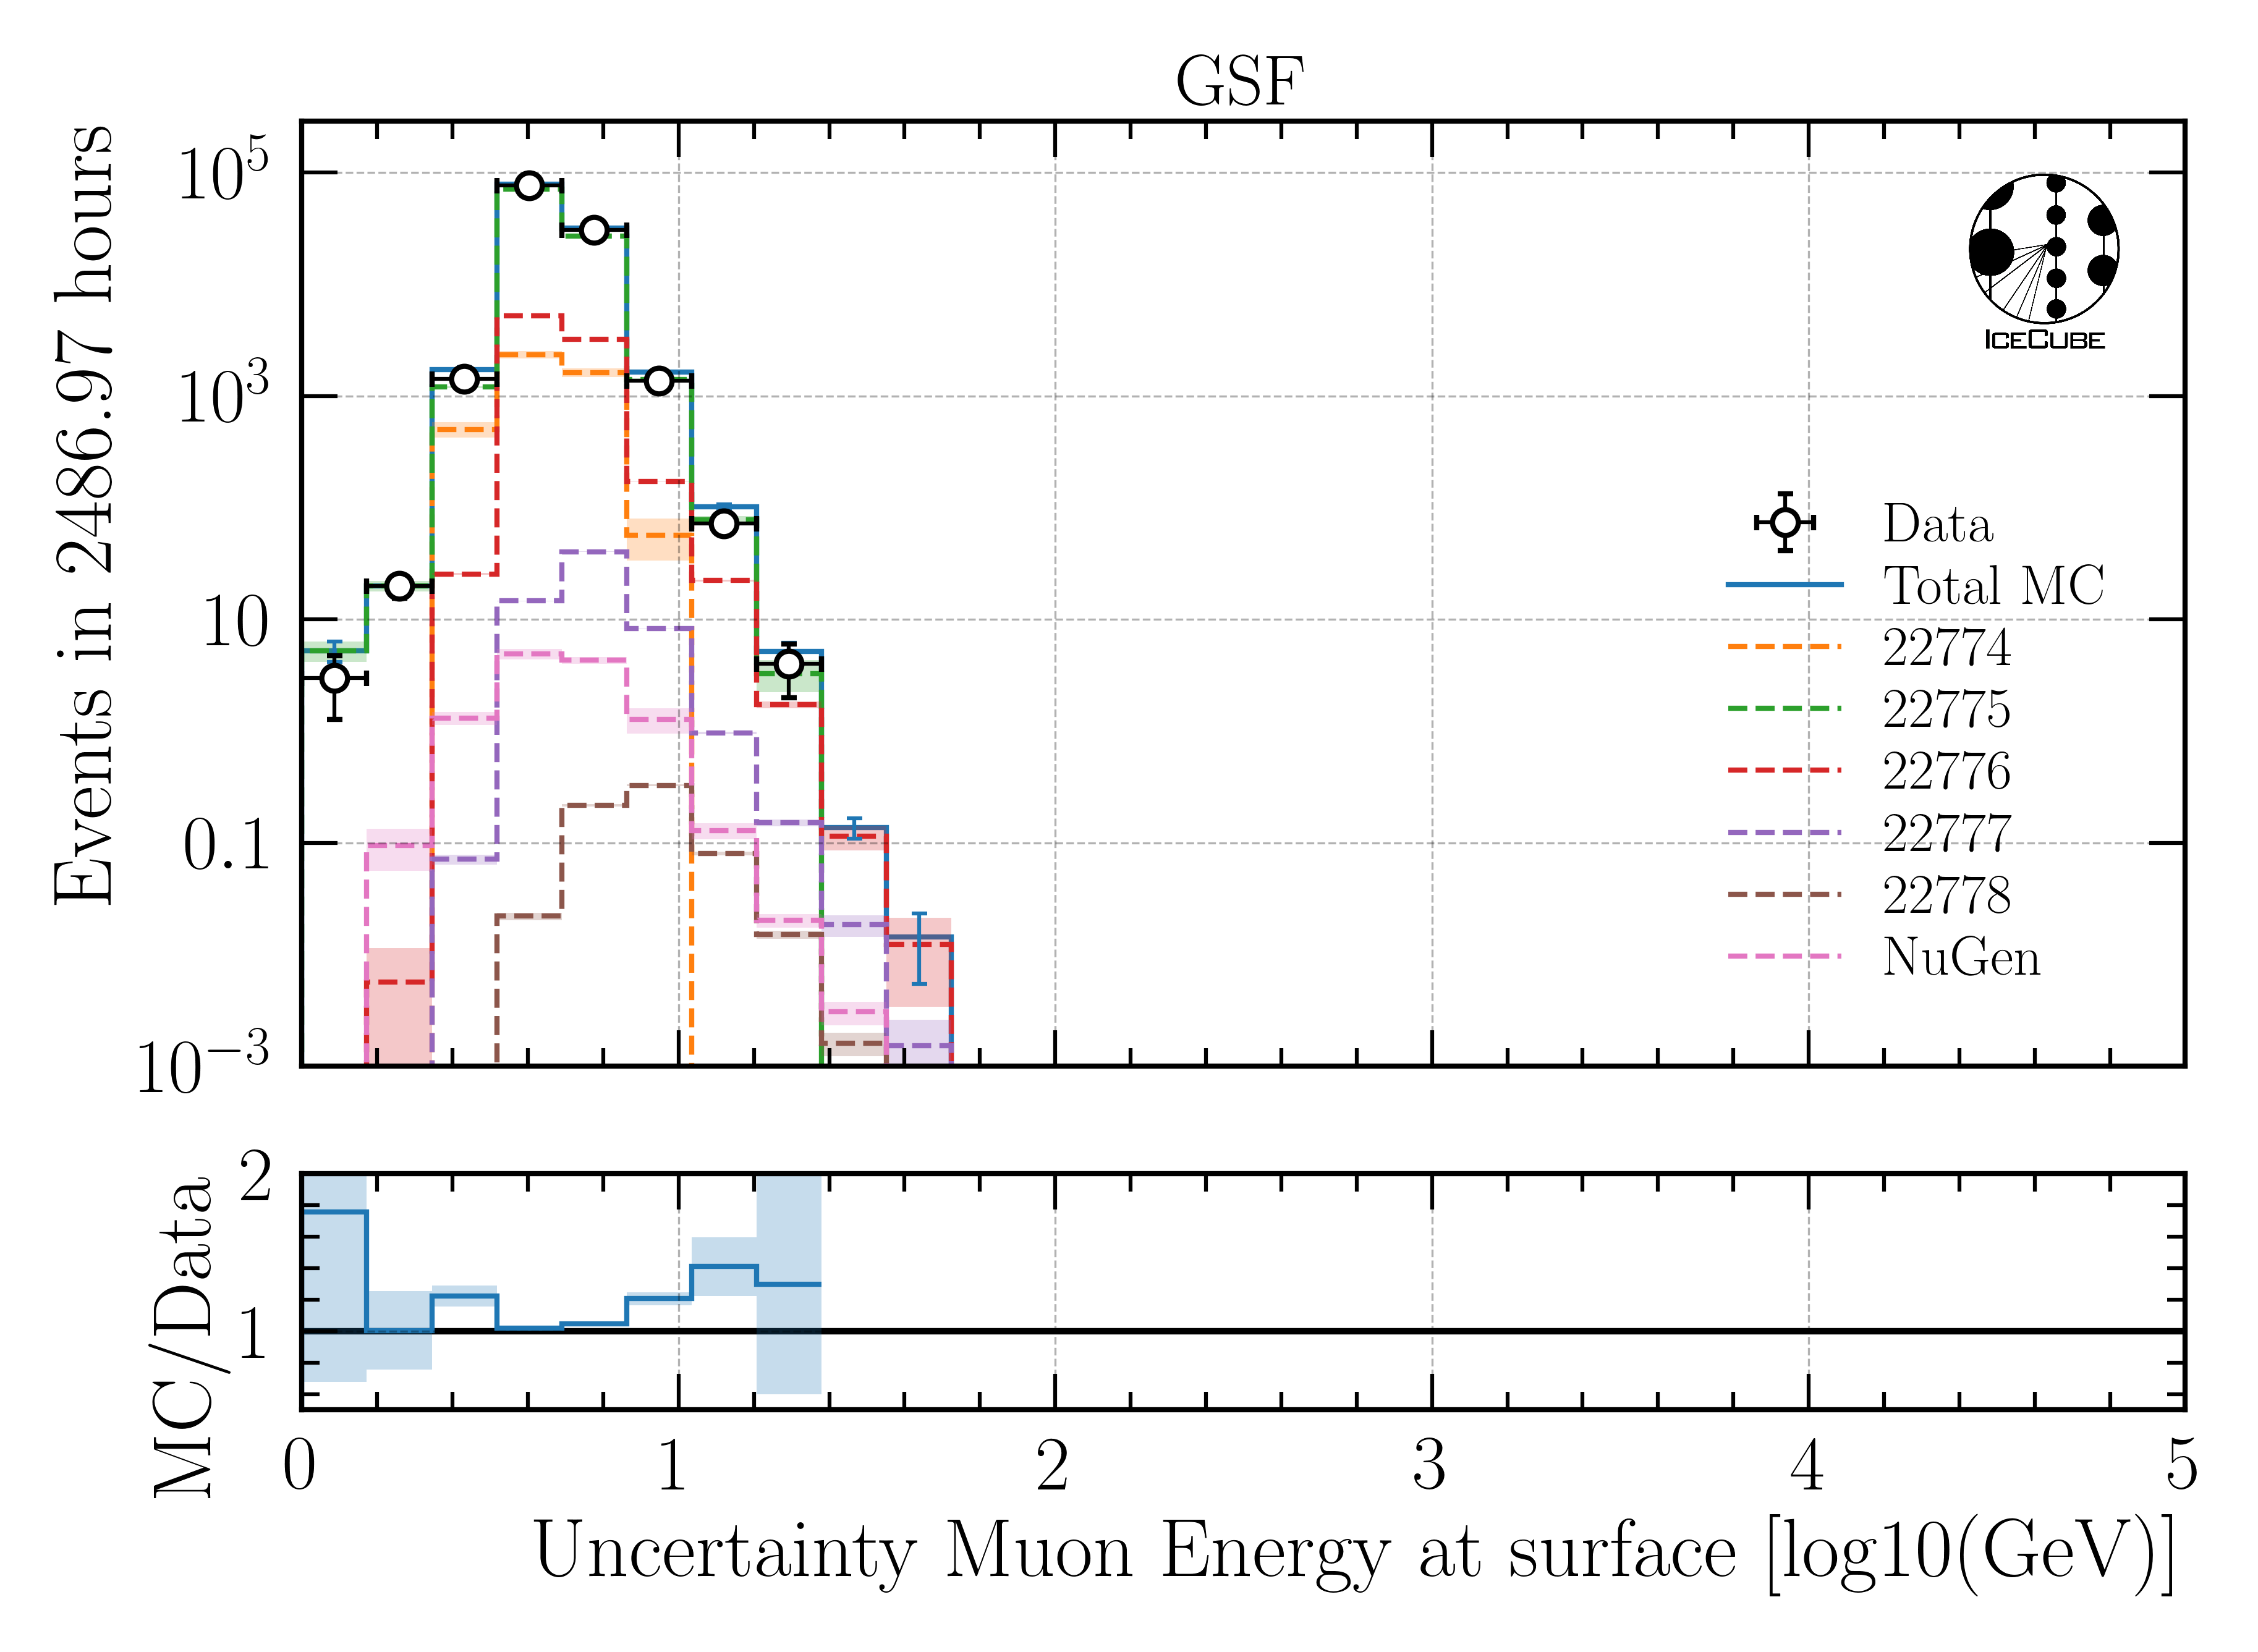 GSF
Events in 2486.97 hours
10^5
10^3
10
0.1
10^−3
ICECUBE
Data
Total MC
22774
22775
22776
22777
22778
NuGen
MC/Data
2
1
0 1 2 3 4 5
Uncertainty Muon Energy at surface [log10(GeV)]